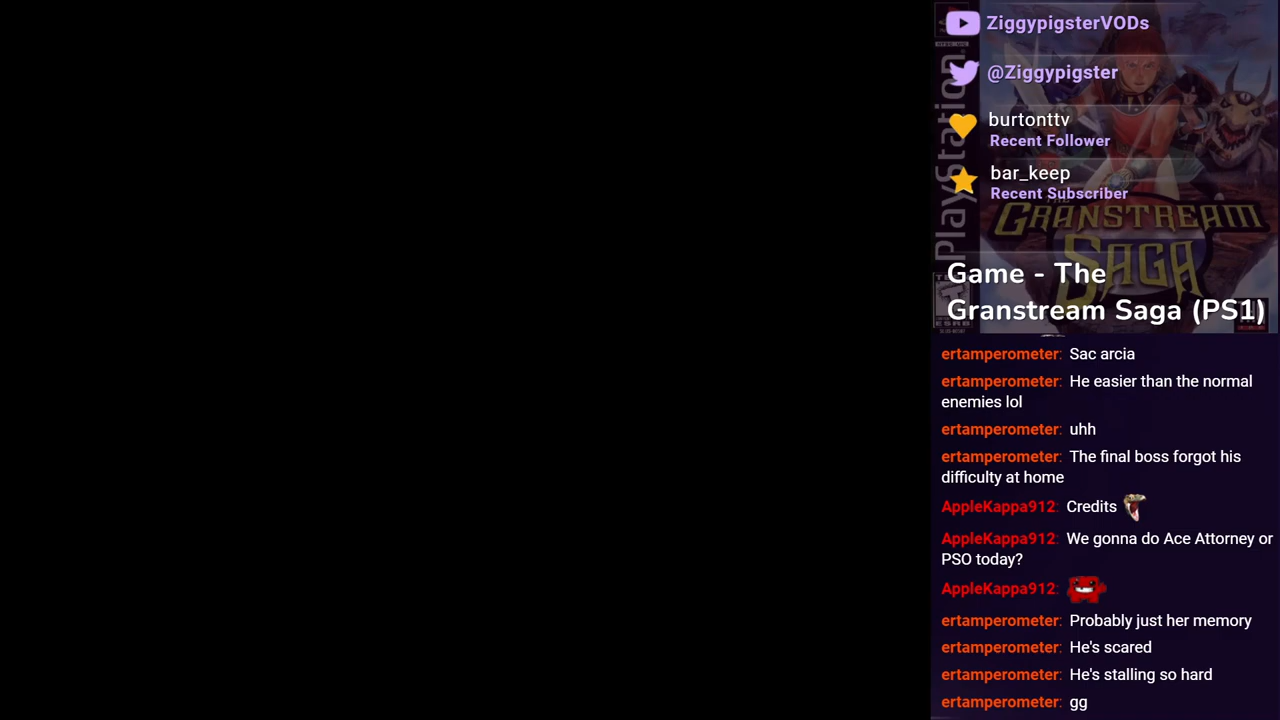 ZiggypigsterVODs
@Ziggypigster
burtonttv
Recent Follower
bar_keep
Recent Subscriber
PlayStation
THE
GRANSTREAM
SAGA
Game - The
Granstream Saga (PS1)
ertamperometer: Sac arcia
ertamperometer: He easier than the normal
enemies lol
ertamperometer: uhh
ertamperometer: The final boss forgot his
difficulty at home
AppleKappa912: Credits
AppleKappa912: We gonna do Ace Attorney or
PSO today?
AppleKappa912:
ertamperometer: Probably just her memory
ertamperometer: He's scared
ertamperometer: He's stalling so hard
ertamperometer: gg